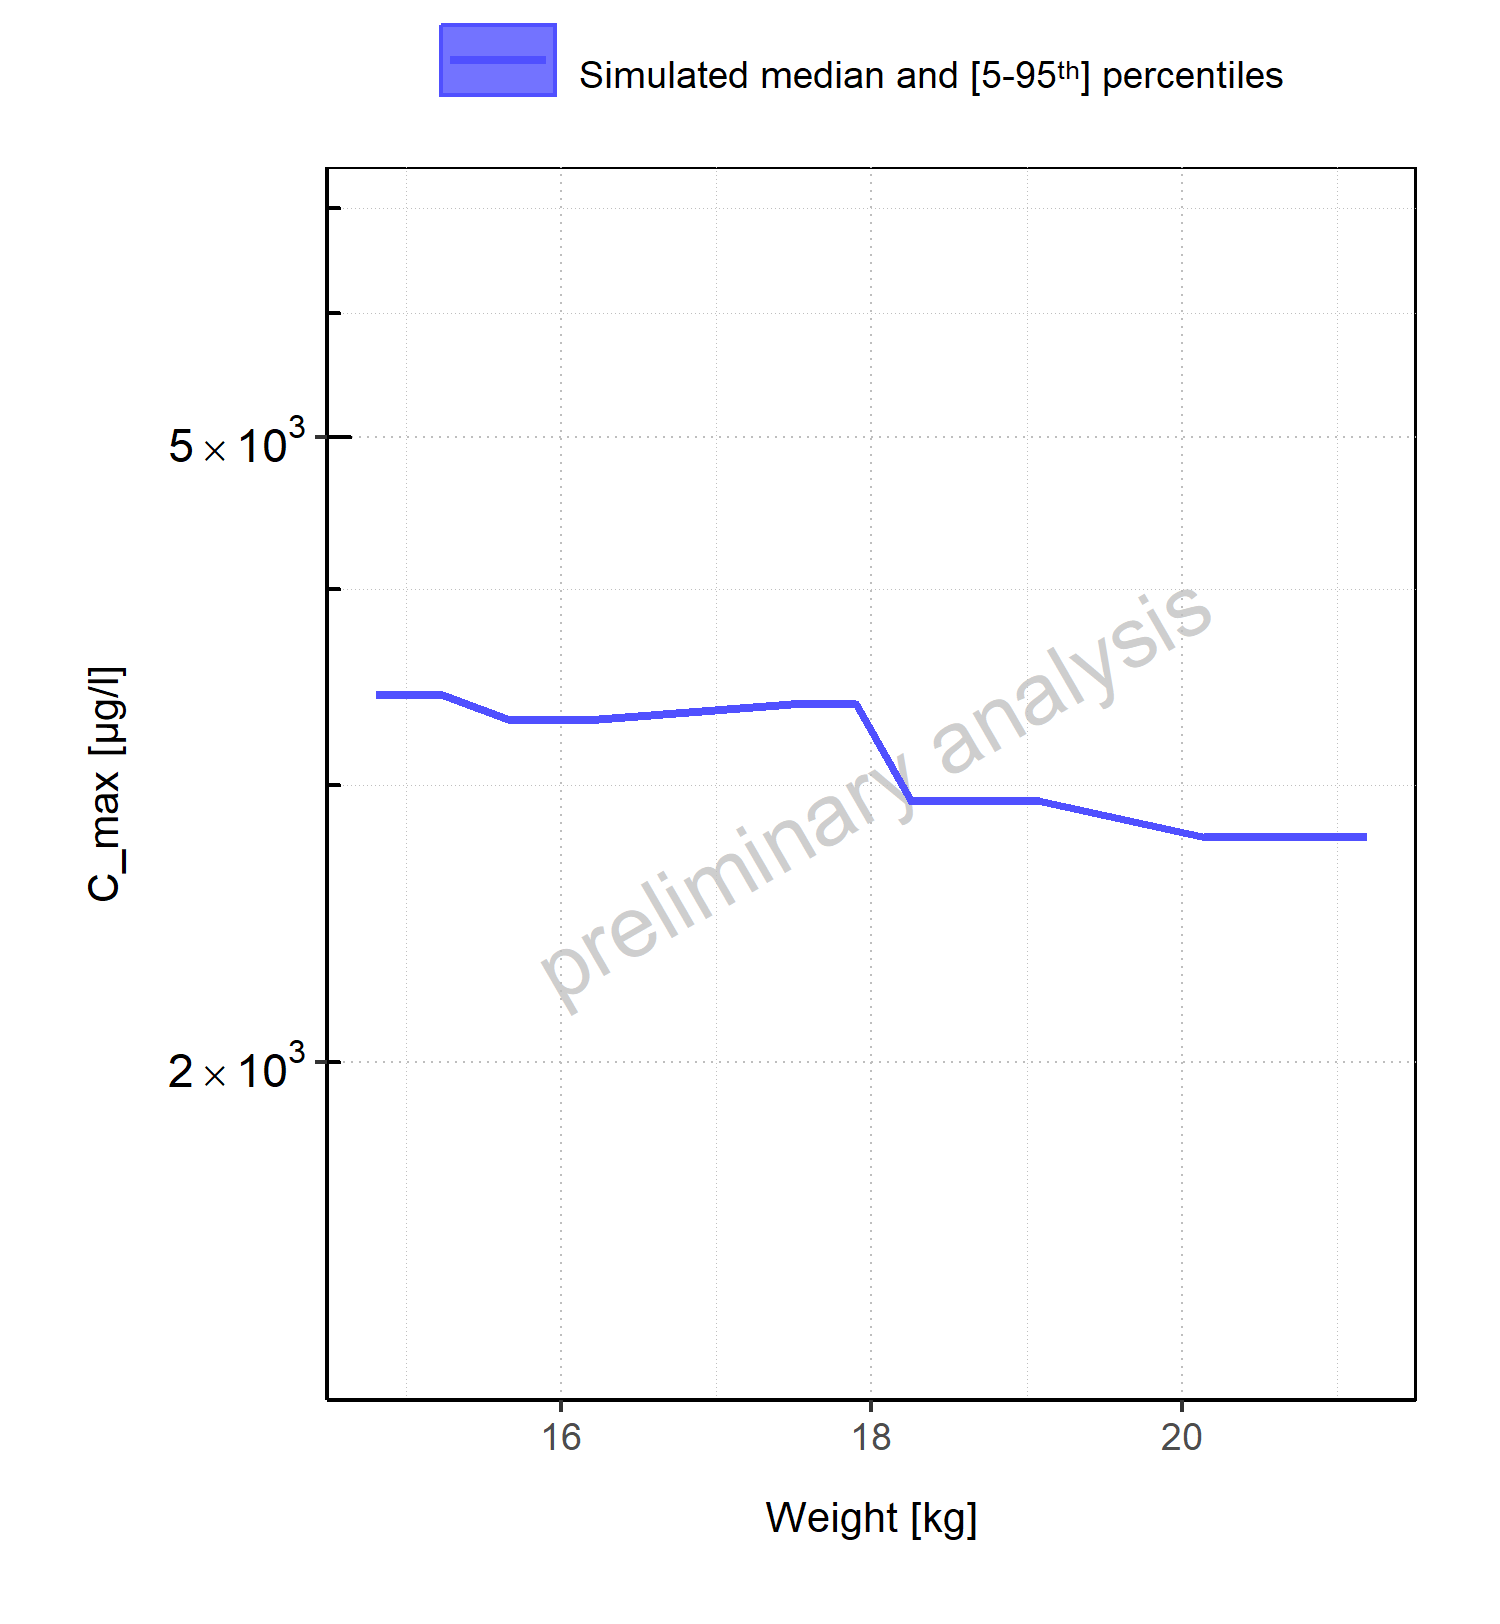 Simulated median and [5-95ᵗʰ] percentiles
5 × 10³
C_max [µg/l]
preliminary analysis
2 × 10³
16 18 20
Weight [kg]